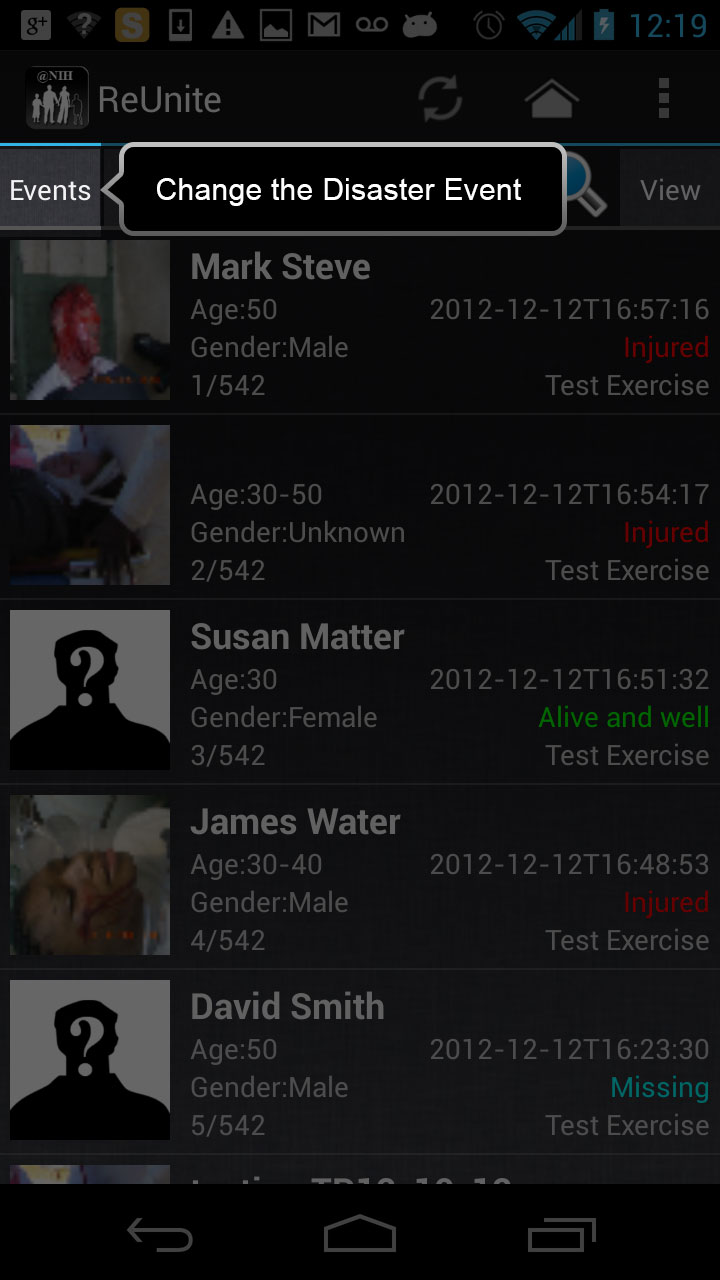 12:19
@NIH
ReUnite
Events
Change the Disaster Event
View
Mark Steve
Age:50
2012-12-12T16:57:16
Gender:Male
Injured
1/542
Test Exercise
Age:30-50
2012-12-12T16:54:17
Gender:Unknown
Injured
2/542
Test Exercise
Susan Matter
Age:30
2012-12-12T16:51:32
Gender:Female
Alive and well
3/542
Test Exercise
James Water
Age:30-40
2012-12-12T16:48:53
Gender:Male
Injured
4/542
Test Exercise
David Smith
Age:50
2012-12-12T16:23:30
Gender:Male
Missing
5/542
Test Exercise